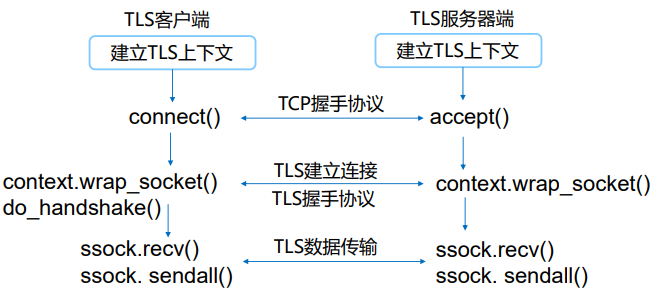 TLS客户端
TLS服务器端
建立TLS上下文
建立TLS上下文
connect()
TCP握手协议
accept()
context.wrap_socket()
do_handshake()
TLS建立连接
TLS握手协议
context.wrap_socket()
ssock.recv()
ssock. sendall()
TLS数据传输
ssock.recv()
ssock. sendall()